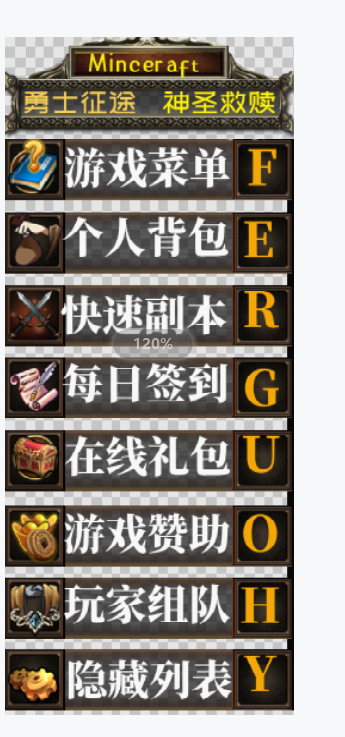 Minceraft
勇士征途 神圣救赎
游戏菜单 F
个人背包 E
快速副本 R
120%
每日签到 G
在线礼包 U
游戏赞助 O
玩家组队 H
隐藏列表 Y